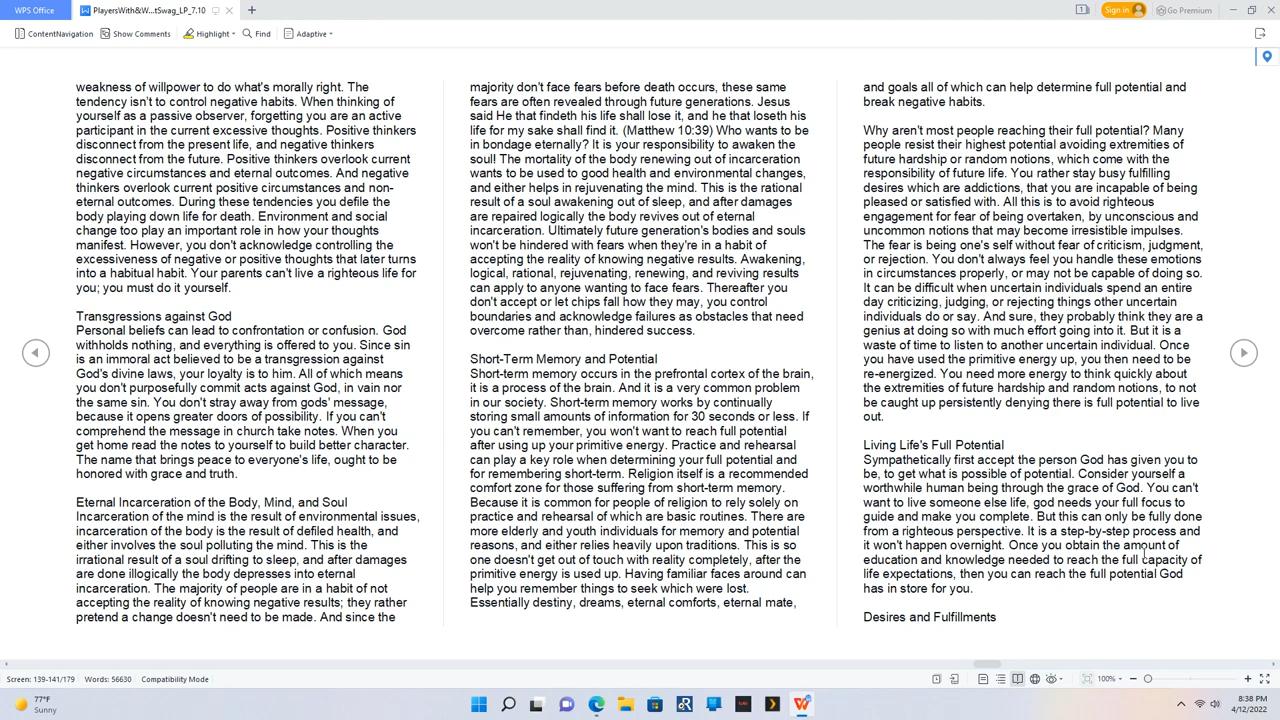 WPS Office
PlayersWith&W...tSwag_LP_7.10
Sign in
Go Premium
ContentNavigation
Show Comments
Highlight
Find
Adaptive
weakness of willpower to do what's morally right. The
tendency isn't to control negative habits. When thinking of
yourself as a passive observer, forgetting you are an active
participant in the current excessive thoughts. Positive thinkers
disconnect from the present life, and negative thinkers
disconnect from the future. Positive thinkers overlook current
negative circumstances and eternal outcomes. And negative
thinkers overlook current positive circumstances and non-
eternal outcomes. During these tendencies you defile the
body playing down life for death. Environment and social
change too play an important role in how your thoughts
manifest. However, you don't acknowledge controlling the
excessiveness of negative or positive thoughts that later turns
into a habitual habit. Your parents can't live a righteous life for
you; you must do it yourself.
Transgressions against God
Personal beliefs can lead to confrontation or confusion. God
withholds nothing, and everything is offered to you. Since sin
is an immoral act believed to be a transgression against
God's divine laws, your loyalty is to him. All of which means
you don't purposefully commit acts against God, in vain nor
the same sin. You don't stray away from gods' message,
because it opens greater doors of possibility. If you can't
comprehend the message in church take notes. When you
get home read the notes to yourself to build better character.
The name that brings peace to everyone's life, ought to be
honored with grace and truth.
Eternal Incarceration of the Body, Mind, and Soul
Incarceration of the mind is the result of environmental issues,
incarceration of the body is the result of defiled health, and
either involves the soul polluting the mind. This is the
irrational result of a soul drifting to sleep, and after damages
are done illogically the body depresses into eternal
incarceration. The majority of people are in a habit of not
accepting the reality of knowing negative results; they rather
pretend a change doesn't need to be made. And since the
majority don't face fears before death occurs, these same
fears are often revealed through future generations. Jesus
said He that findeth his life shall lose it, and he that loseth his
life for my sake shall find it. (Matthew 10:39) Who wants to be
in bondage eternally? It is your responsibility to awaken the
soul! The mortality of the body renewing out of incarceration
wants to be used to good health and environmental changes,
and either helps in rejuvenating the mind. This is the rational
result of a soul awakening out of sleep, and after damages
are repaired logically the body revives out of eternal
incarceration. Ultimately future generation's bodies and souls
won't be hindered with fears when they're in a habit of
accepting the reality of knowing negative results. Awakening,
logical, rational, rejuvenating, renewing, and reviving results
can apply to anyone wanting to face fears. Thereafter you
don't accept or let chips fall how they may, you control
boundaries and acknowledge failures as obstacles that need
overcome rather than, hindered success.
Short-Term Memory and Potential
Short-term memory occurs in the prefrontal cortex of the brain,
it is a process of the brain. And it is a very common problem
in our society. Short-term memory works by continually
storing small amounts of information for 30 seconds or less. If
you can't remember, you won't want to reach full potential
after using up your primitive energy. Practice and rehearsal
can play a key role when determining your full potential and
for remembering short-term. Religion itself is a recommended
comfort zone for those suffering from short-term memory.
Because it is common for people of religion to rely solely on
practice and rehearsal of which are basic routines. There are
more elderly and youth individuals for memory and potential
reasons, and either relies heavily upon traditions. This is so
one doesn't get out of touch with reality completely, after the
primitive energy is used up. Having familiar faces around can
help you remember things to seek which were lost.
Essentially destiny, dreams, eternal comforts, eternal mate,
and goals all of which can help determine full potential and
break negative habits.
Why aren't most people reaching their full potential? Many
people resist their highest potential avoiding extremities of
future hardship or random notions, which come with the
responsibility of future life. You rather stay busy fulfilling
desires which are addictions, that you are incapable of being
pleased or satisfied with. All this is to avoid righteous
engagement for fear of being overtaken, by unconscious and
uncommon notions that may become irresistible impulses.
The fear is being one's self without fear of criticism, judgment,
or rejection. You don't always feel you handle these emotions
in circumstances properly, or may not be capable of doing so.
It can be difficult when uncertain individuals spend an entire
day criticizing, judging, or rejecting things other uncertain
individuals do or say. And sure, they probably think they are a
genius at doing so with much effort going into it. But it is a
waste of time to listen to another uncertain individual. Once
you have used the primitive energy up, you then need to be
re-energized. You need more energy to think quickly about
the extremities of future hardship and random notions, to not
be caught up persistently denying there is full potential to live
out.
Living Life's Full Potential
Sympathetically first accept the person God has given you to
be, to get what is possible of potential. Consider yourself a
worthwhile human being through the grace of God. You can't
want to live someone else life, god needs your full focus to
guide and make you complete. But this can only be fully done
from a righteous perspective. It is a step-by-step process and
it won't happen overnight. Once you obtain the amount of
education and knowledge needed to reach the full capacity of
life expectations, then you can reach the full potential God
has in store for you.
Desires and Fulfillments
Screen: 139-141/179
Words: 56630
Compatibility Mode
100%
77°F
Sunny
8:38 PM
4/12/2022